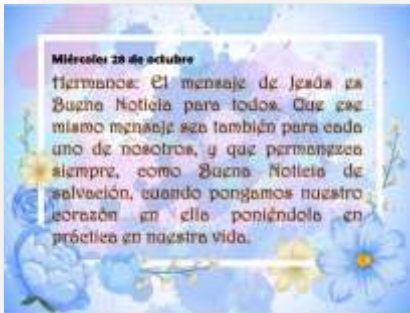 Miércoles 28 de octubre
Hermanos: El mensaje de Jesús es
Buena Noticia para todos. Que ese
mismo mensaje sea también para cada
uno de nosotros, y que permanezca
siempre, como Buena Noticia de
salvación, cuando pongamos nuestro
corazón en ella poniéndola en
práctica en nuestra vida.